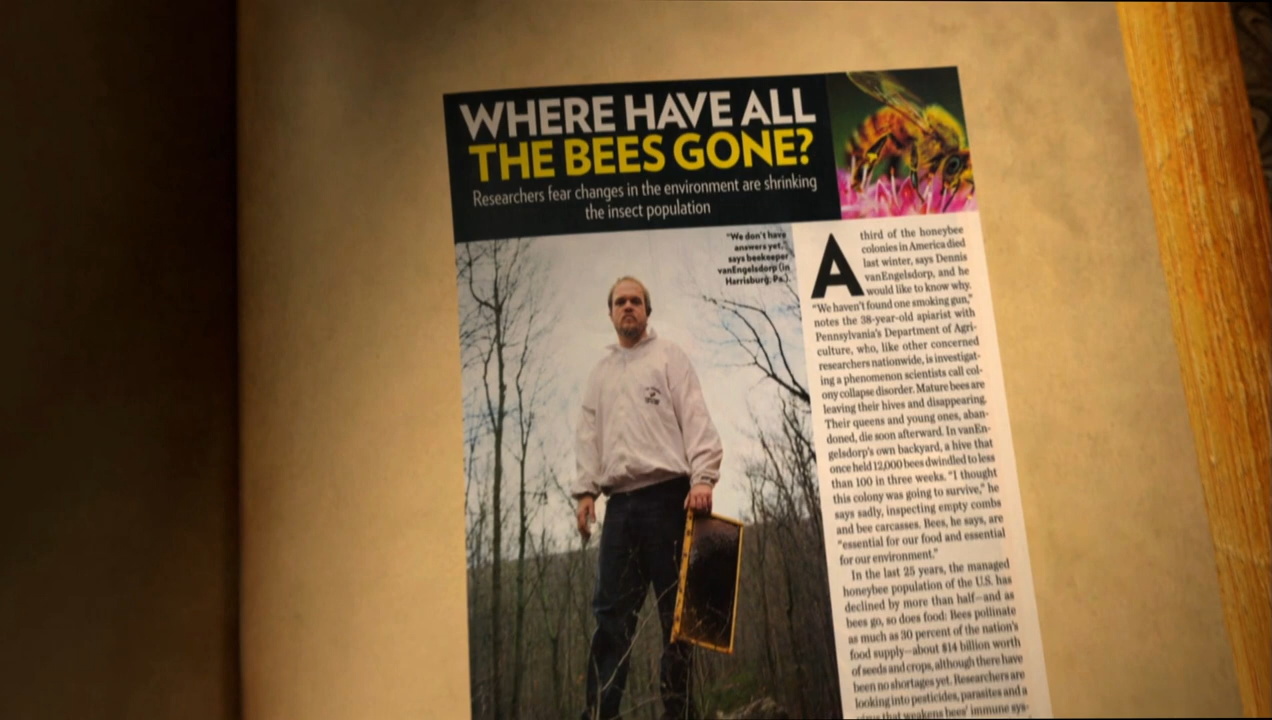 WHERE HAVE ALL
THE BEES GONE?
Researchers fear changes in the environment are shrinking
the insect population
"We don't have
answers yet,"
says beekeeper
vanEngelsdorp (in
Harrisburg, Pa.).
A third of the honeybee
colonies in America died
last winter, says Dennis
vanEngelsdorp, and he
would like to know why.
"We haven't found one smoking gun,"
notes the 38-year-old apiarist with
Pennsylvania's Department of Agri-
culture, who, like other concerned
researchers nationwide, is investigat-
ing a phenomenon scientists call col-
ony collapse disorder. Mature bees are
leaving their hives and disappearing.
Their queens and young ones, aban-
doned, die soon afterward. In vanEn-
gelsdorp's own backyard, a hive that
once held 12,000 bees dwindled to less
than 100 in three weeks. "I thought
this colony was going to survive," he
says sadly, inspecting empty combs
and bee carcasses. Bees, he says, are
"essential for our food and essential
for our environment."
In the last 25 years, the managed
honeybee population of the U.S. has
declined by more than half—and as
bees go, so does food: Bees pollinate
as much as 30 percent of the nation's
food supply—about $14 billion worth
of seeds and crops, although there have
been no shortages yet. Researchers are
looking into pesticides, parasites and a
virus that weakens bees' immune sys-